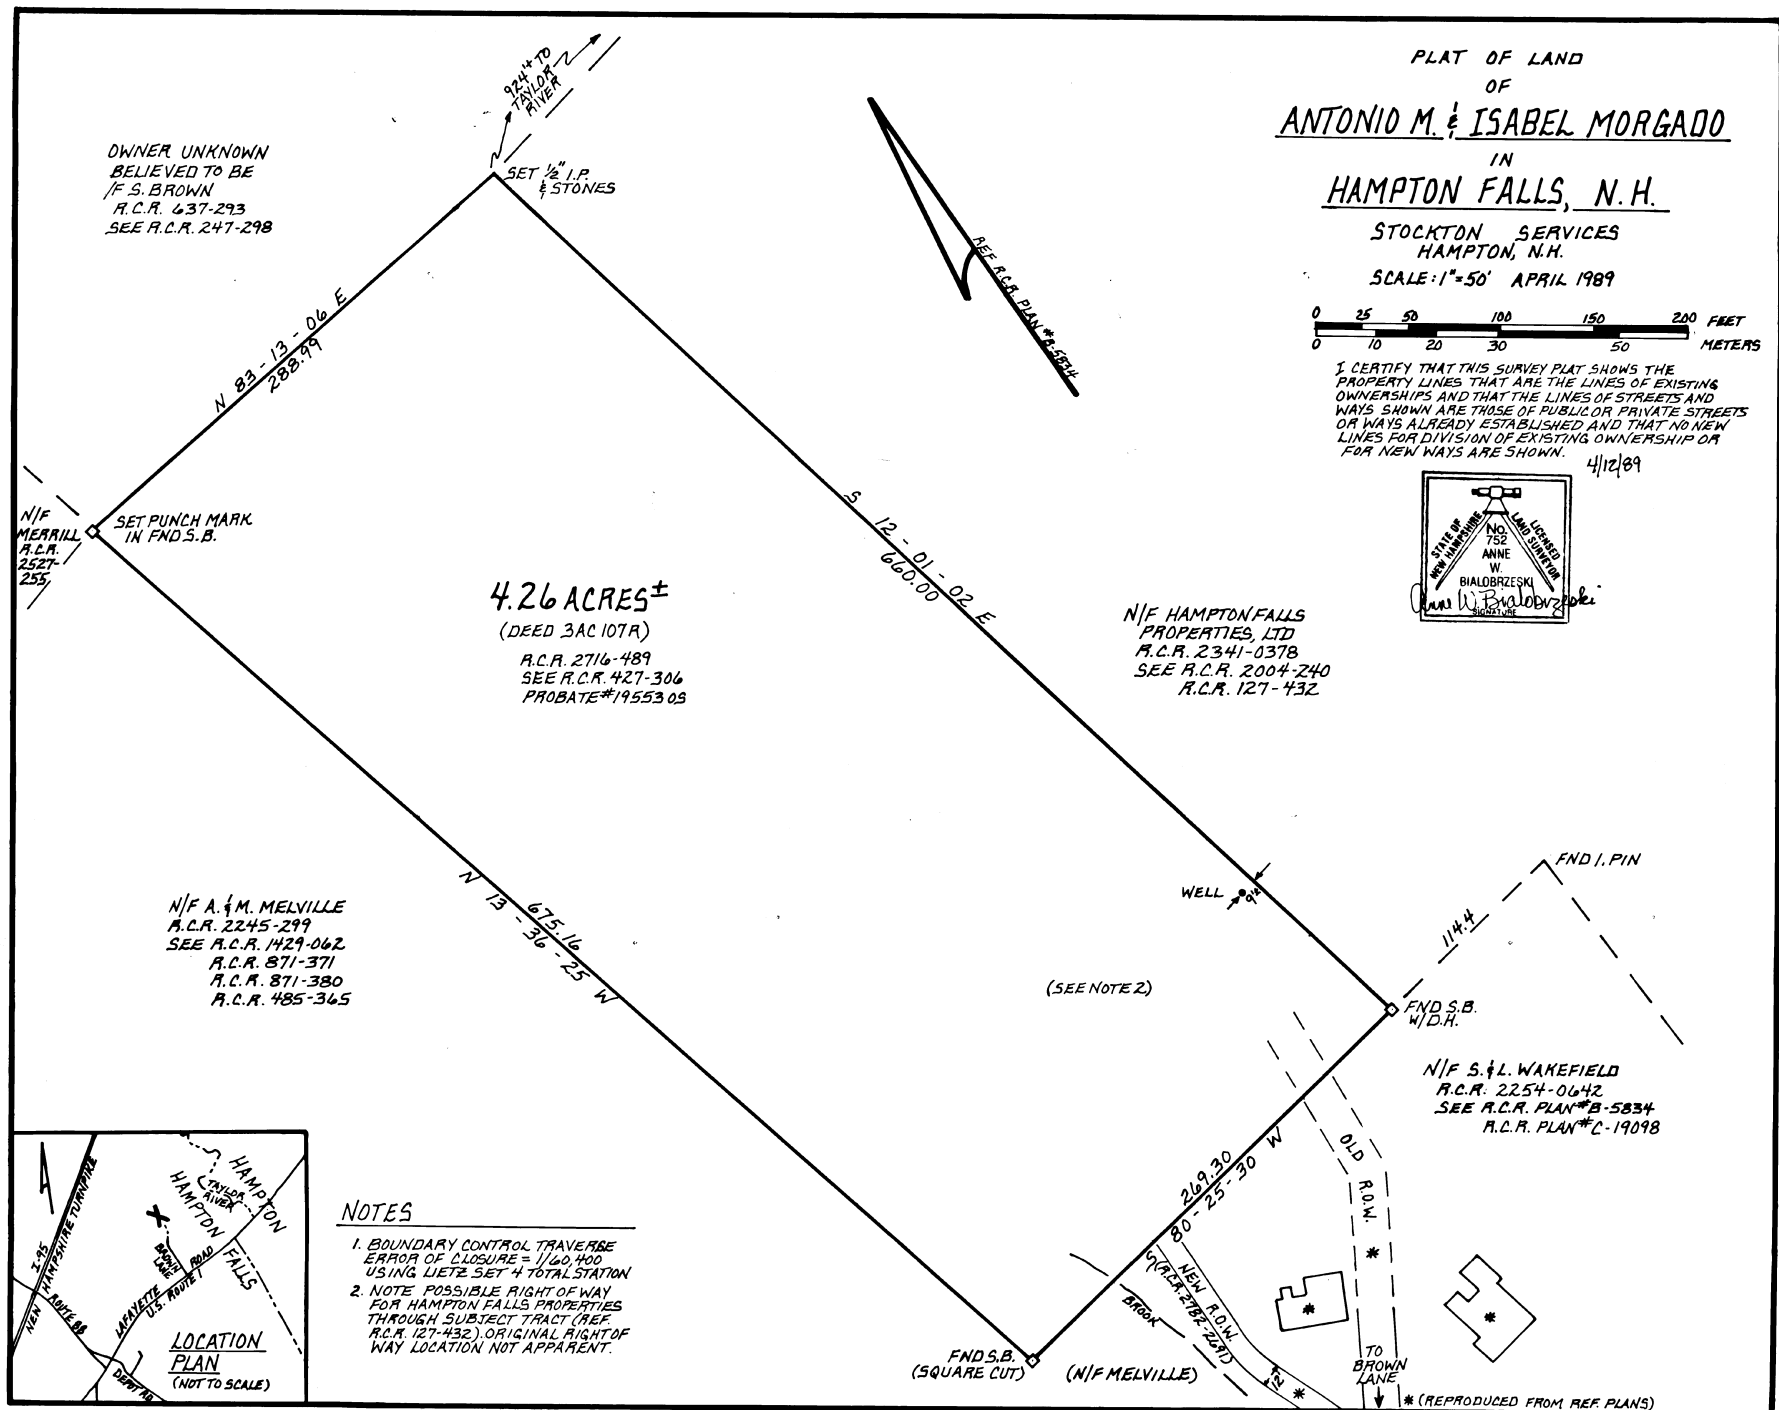 PLAT OF LAND
OF
ANTONIO M. & ISABEL MORGADO
IN
HAMPTON FALLS, N.H.
STOCKTON SERVICES
HAMPTON, N.H.
SCALE: 1"=50' APRIL 1989
0 25 50 100 150 200 FEET
0 10 20 30 50 METERS
I CERTIFY THAT THIS SURVEY PLAT SHOWS THE
PROPERTY LINES THAT ARE THE LINES OF EXISTING
OWNERSHIPS AND THAT THE LINES OF STREETS AND
WAYS SHOWN ARE THOSE OF PUBLIC OR PRIVATE STREETS
OR WAYS ALREADY ESTABLISHED AND THAT NO NEW
LINES FOR DIVISION OF EXISTING OWNERSHIP OR
FOR NEW WAYS ARE SHOWN.
4/12/89
STATE OF
NEW HAMPSHIRE
LICENSED
LAND SURVEYOR
No.
752
ANNE
W.
BIALOBRZESKI
Anne W. Bialobrzeski
SIGNATURE
924'± TO
TAYLOR
RIVER
OWNER UNKNOWN
BELIEVED TO BE
/F S. BROWN
R.C.R. 637-293
SEE R.C.R. 247-298
SET 1/2" I.P.
& STONES
REF R.C.R. PLAN #B-5834
N 83-13-06 E
288.99
N/F
MERRILL
R.C.R.
2527-
255
SET PUNCH MARK
IN FND S.B.
S 12-01-02 E
660.00
4.26 ACRES±
(DEED 3AC 107R)
R.C.R. 2716-489
SEE R.C.R. 427-306
PROBATE #19553 OS
N/F HAMPTON FALLS
PROPERTIES, LTD
R.C.R. 2341-0378
SEE R.C.R. 2004-240
R.C.R. 127-432
N/F A. & M. MELVILLE
R.C.R. 2245-299
SEE R.C.R. 1429-062
R.C.R. 871-371
R.C.R. 871-380
R.C.R. 485-365
675.16
N 13-36-25 W
WELL
9'±
FND I. PIN
114.4
(SEE NOTE 2)
FND S.B.
W/D.H.
N/F S. & L. WAKEFIELD
R.C.R. 2254-0642
SEE R.C.R. PLAN #B-5834
R.C.R. PLAN #C-19098
269.30
S 80-25-30 W
OLD R.O.W.
*
NEW R.O.W.
(R.C.R. 2782-2691)
BROOK
FND S.B.
(SQUARE CUT)
(N/F MELVILLE)
12'±
*
*
*
TO
BROWN
LANE
* (REPRODUCED FROM REF. PLANS)
NOTES
1. BOUNDARY CONTROL TRAVERSE
ERROR OF CLOSURE = 1/60,400
USING LIETZ SET 4 TOTAL STATION
2. NOTE POSSIBLE RIGHT OF WAY
FOR HAMPTON FALLS PROPERTIES
THROUGH SUBJECT TRACT (REF.
R.C.R. 127-432). ORIGINAL RIGHT OF
WAY LOCATION NOT APPARENT.
I-95
NEW HAMPSHIRE TURNPIKE
HAMPTON
HAMPTON FALLS
TAYLOR
RIVER
X
BROWN
LANE
LAFAYETTE ROAD
U.S. ROUTE 1
ROUTE 88
DEPOT RD.
LOCATION
PLAN
(NOT TO SCALE)